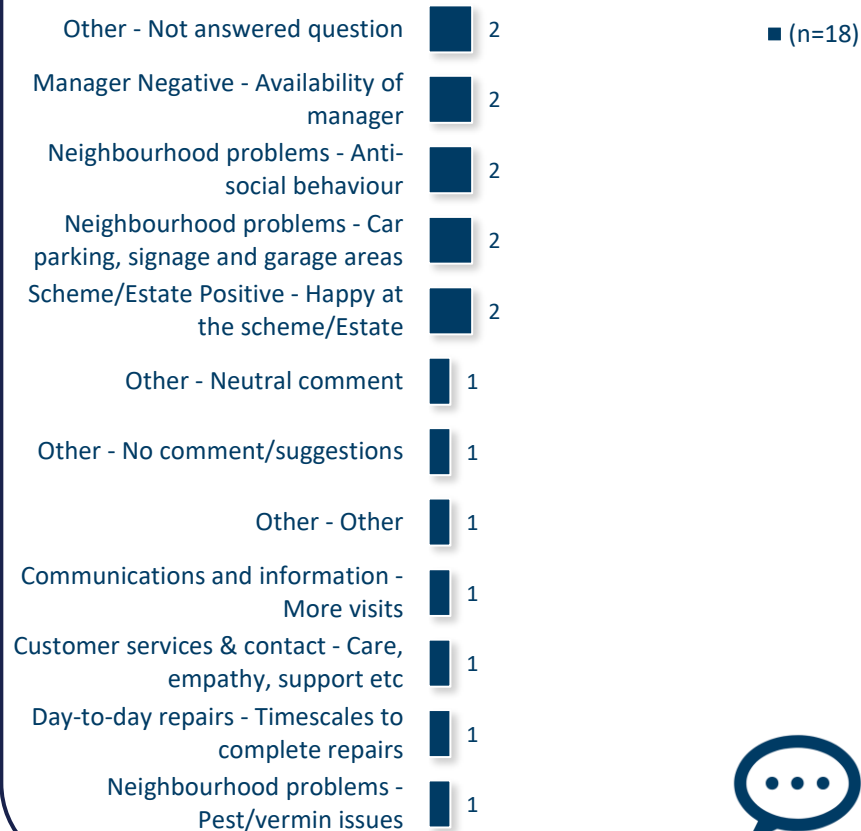 Other - Not answered question 2
(n=18)
Manager Negative - Availability of
manager 2
Neighbourhood problems - Anti-
social behaviour 2
Neighbourhood problems - Car
parking, signage and garage areas 2
Scheme/Estate Positive - Happy at
the scheme/Estate 2
Other - Neutral comment 1
Other - No comment/suggestions 1
Other - Other 1
Communications and information -
More visits 1
Customer services & contact - Care,
empathy, support etc 1
Day-to-day repairs - Timescales to
complete repairs 1
Neighbourhood problems -
Pest/vermin issues 1